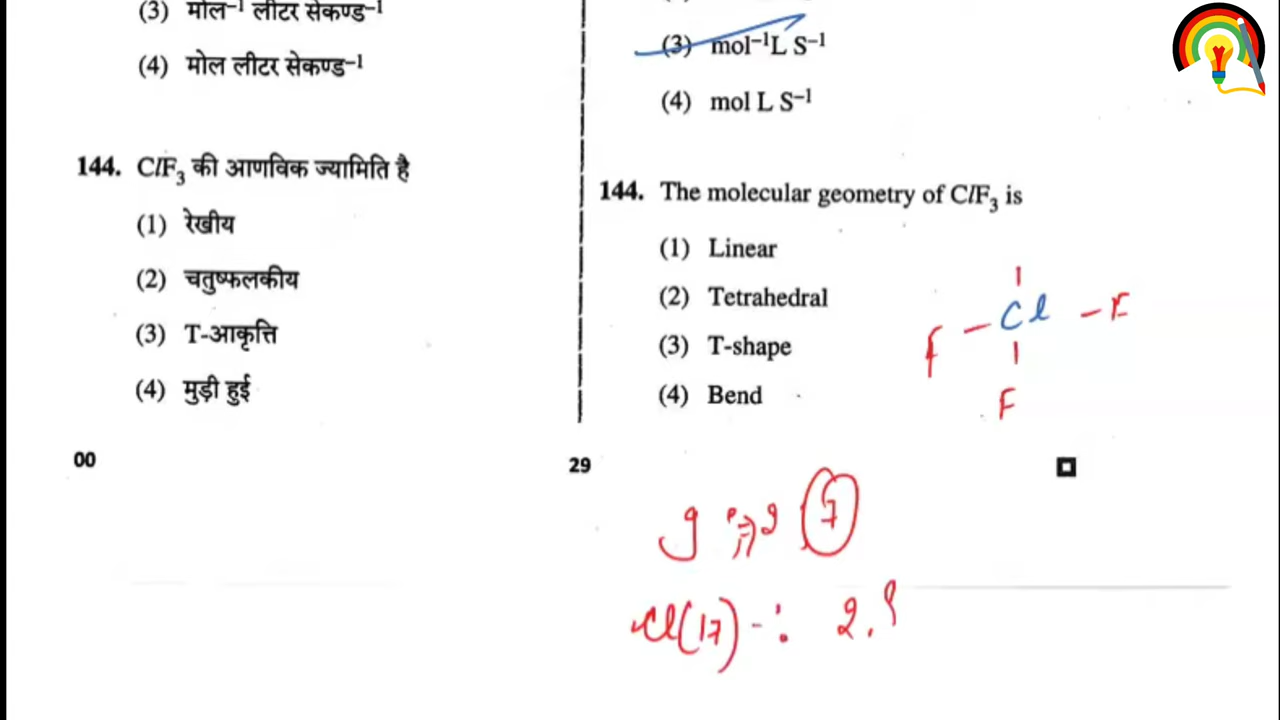 (3) मोल⁻¹ लीटर सेकण्ड⁻¹
(4) मोल लीटर सेकण्ड⁻¹
144. ClF₃ की आणविक ज्यामिति है
(1) रेखीय
(2) चतुष्फलकीय
(3) T-आकृति
(4) मुड़ी हुई
00
(3) mol⁻¹L S⁻¹
(4) mol L S⁻¹
144. The molecular geometry of ClF₃ is
(1) Linear
(2) Tetrahedral
(3) T-shape
(4) Bend
29
F – Cl – F
F
9 2 7
Cl(17) -: 2.8